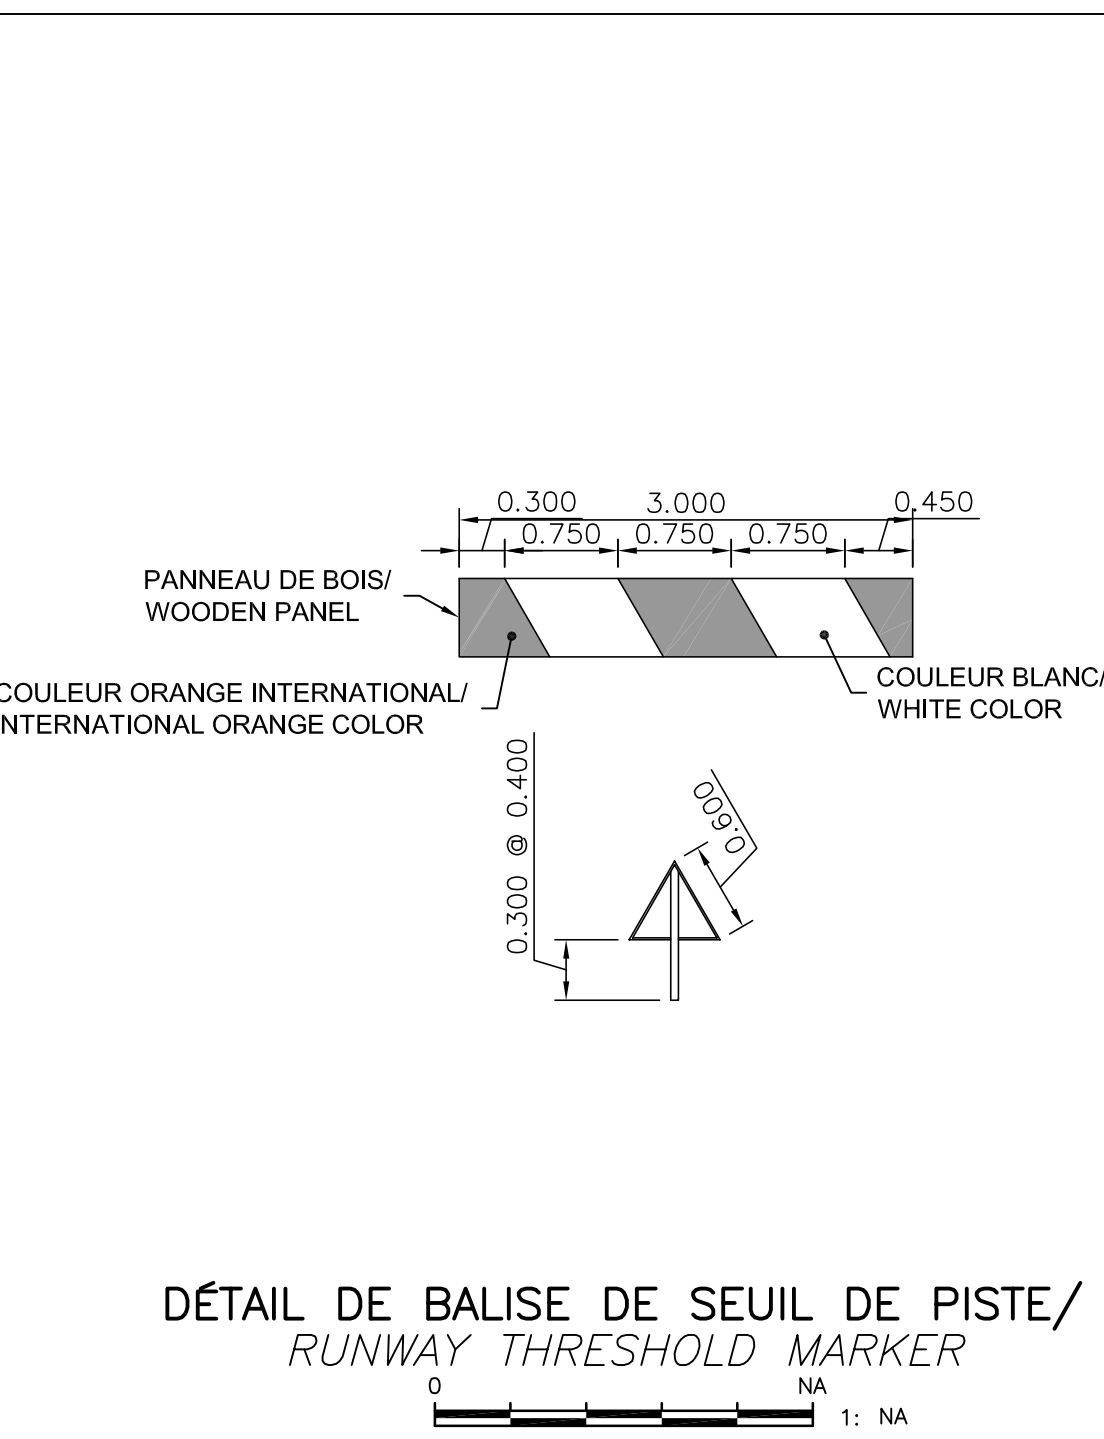 0.300 3.000 0.450
0.750 0.750 0.750
PANNEAU DE BOIS/
WOODEN PANEL
COULEUR ORANGE INTERNATIONAL/
INTERNATIONAL ORANGE COLOR
COULEUR BLANC/
WHITE COLOR
0.300 @ 0.400
0.600
DÉTAIL DE BALISE DE SEUIL DE PISTE/
RUNWAY THRESHOLD MARKER
0 NA
1: NA